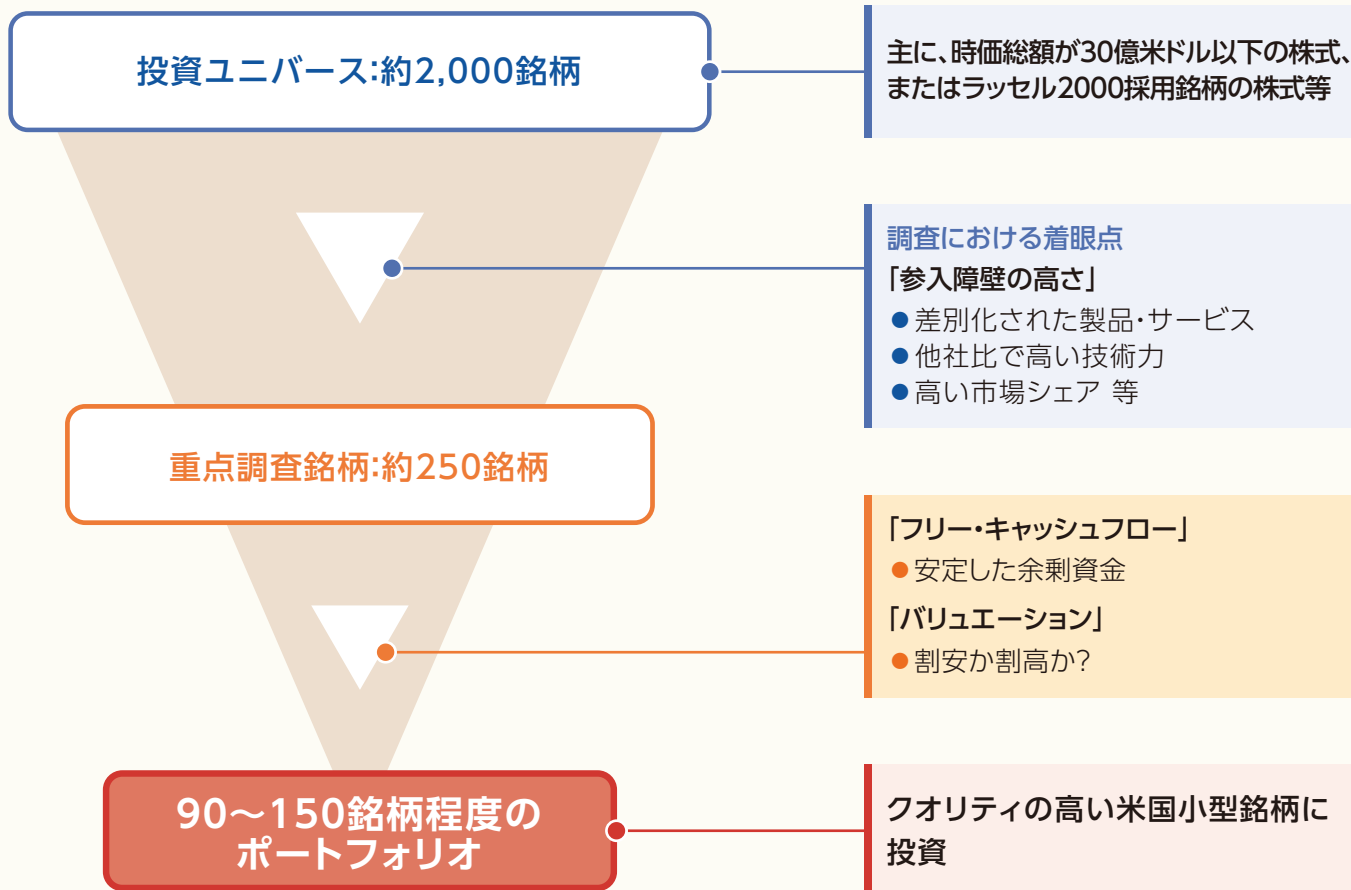 投資ユニバース:約2,000銘柄
主に、時価総額が30億米ドル以下の株式、
またはラッセル2000採用銘柄の株式等
調査における着眼点
「参入障壁の高さ」
●差別化された製品・サービス
●他社比で高い技術力
●高い市場シェア 等
重点調査銘柄:約250銘柄
「フリー・キャッシュフロー」
●安定した余剰資金
「バリュエーション」
●割安か割高か?
90～150銘柄程度の
ポートフォリオ
クオリティの高い米国小型銘柄に
投資